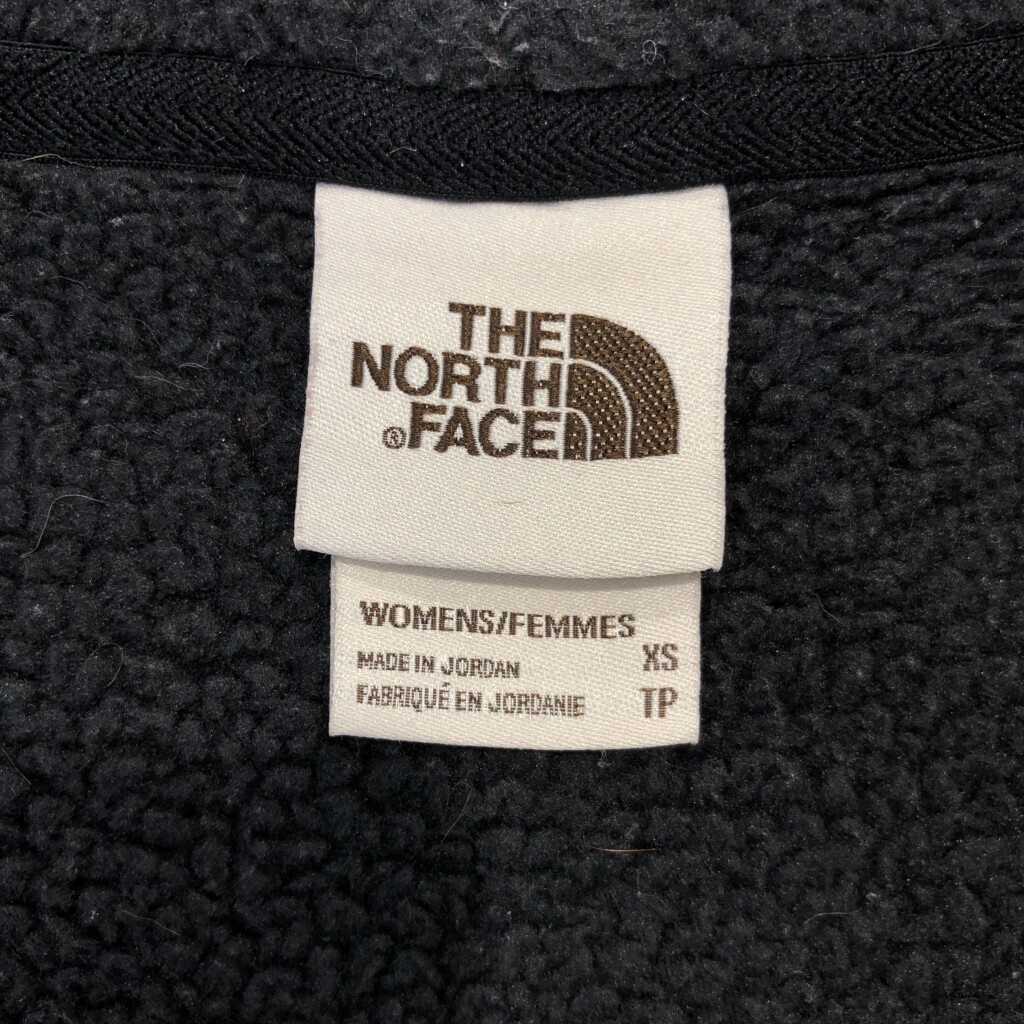 THE
NORTH
® FACE
WOMENS/FEMMES
MADE IN JORDAN XS
FABRIQUÉ EN JORDANIE TP